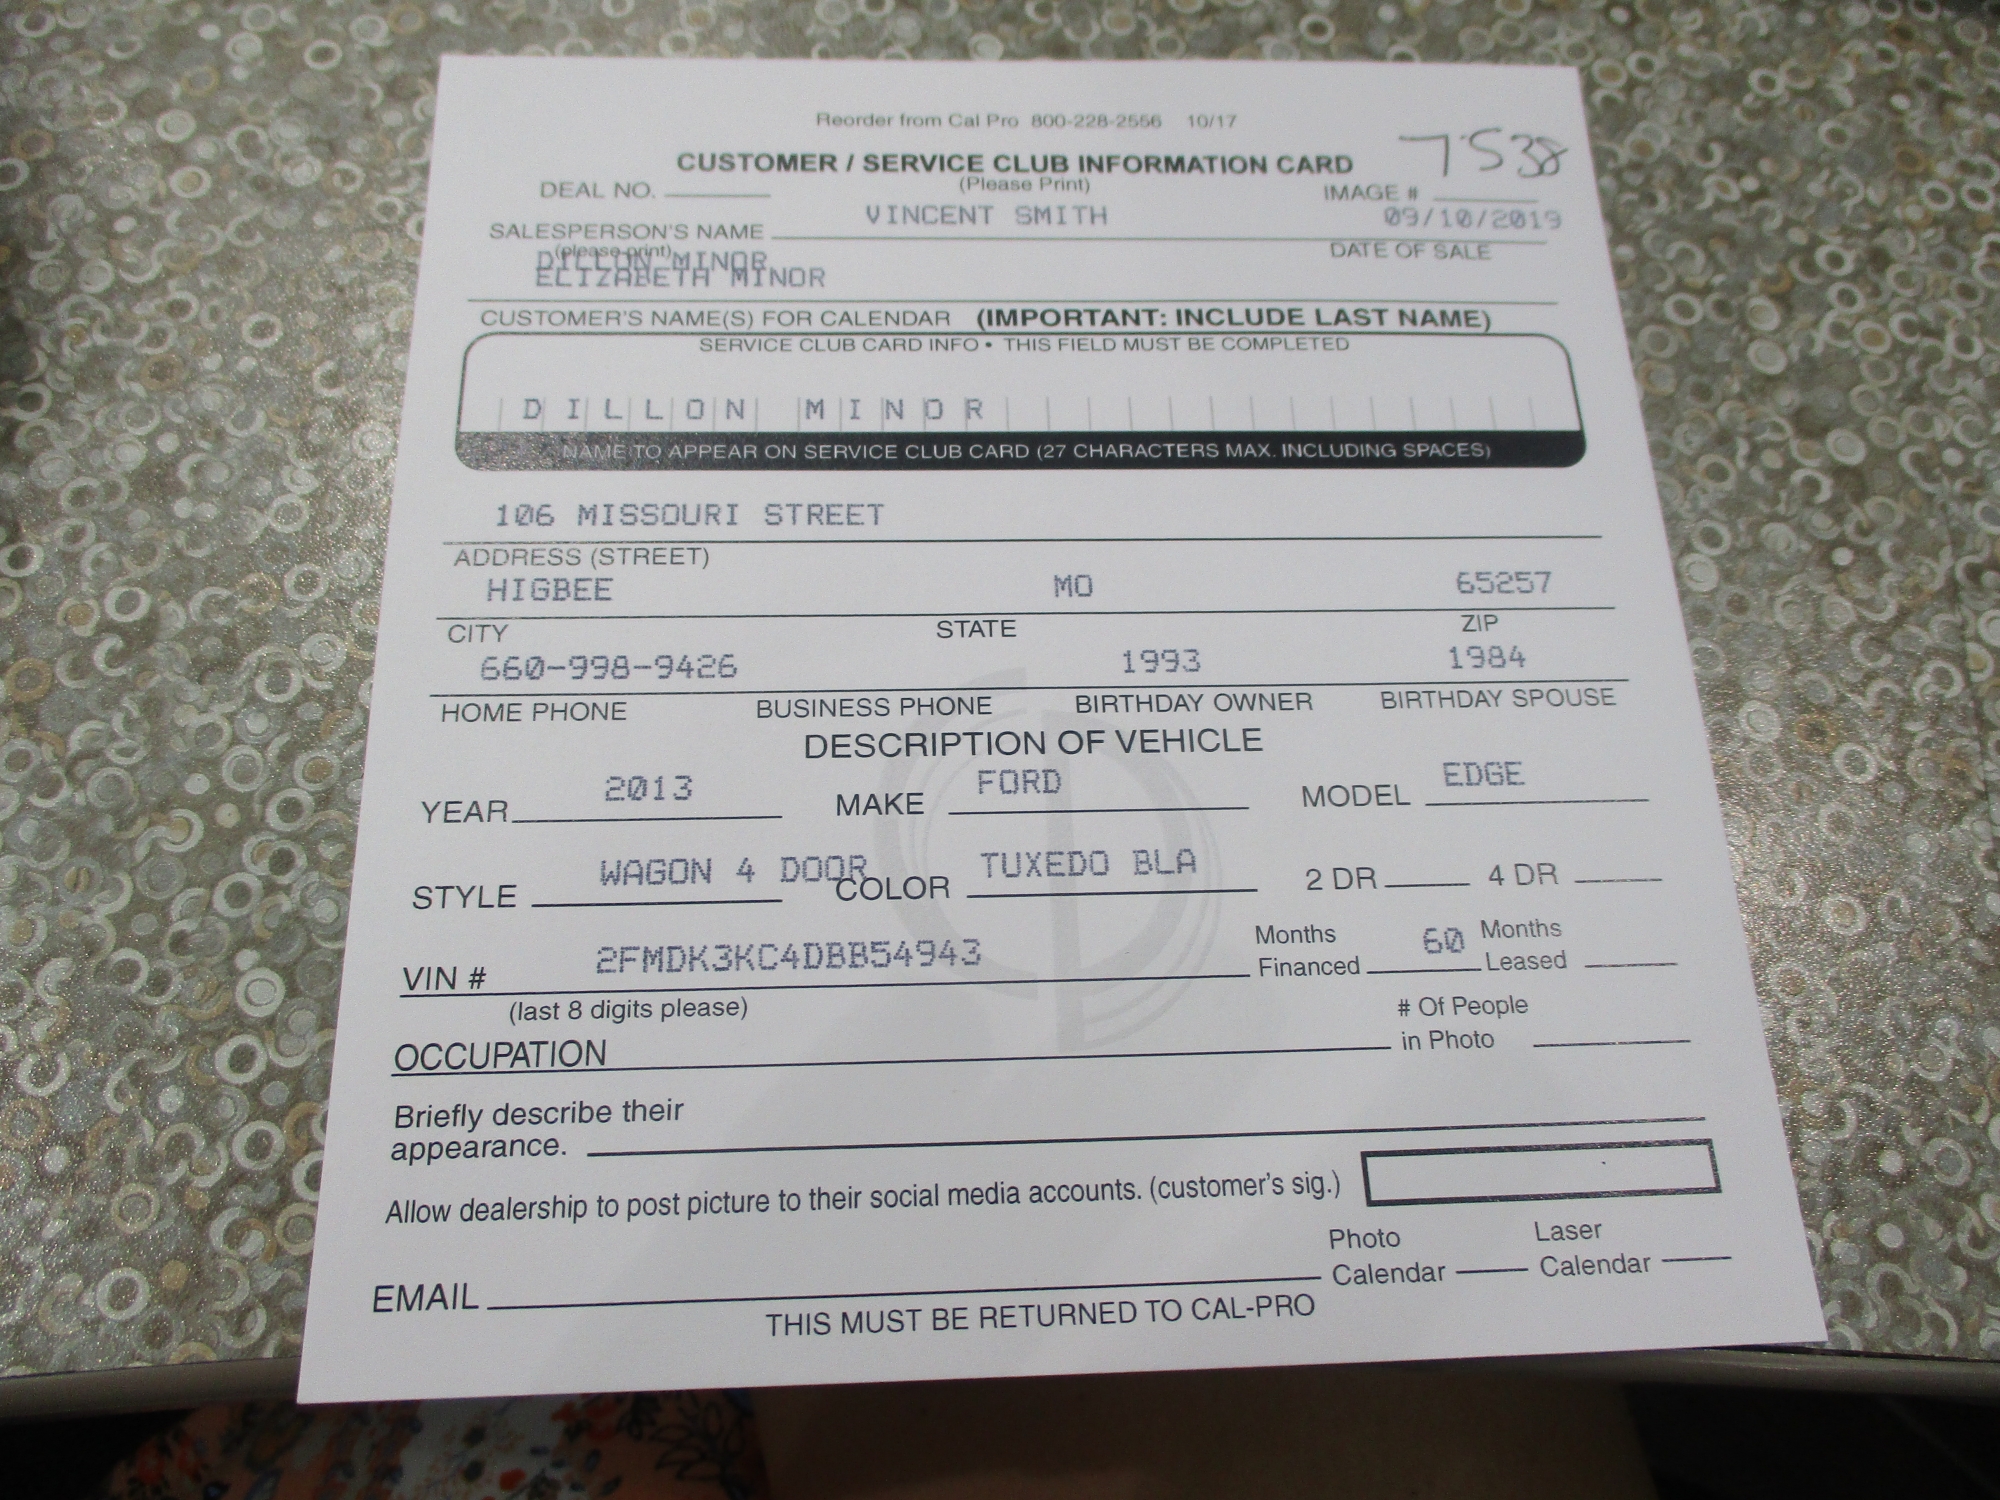 Reorder from Cal Pro 800-228-2556 10/17
CUSTOMER / SERVICE CLUB INFORMATION CARD
7538
DEAL NO. (Please Print) IMAGE #
VINCENT SMITH 09/10/2019
SALESPERSON'S NAME
(please print) DATE OF SALE
DILLON MINOR
ELIZABETH MINOR
CUSTOMER'S NAME(S) FOR CALENDAR (IMPORTANT: INCLUDE LAST NAME)
SERVICE CLUB CARD INFO • THIS FIELD MUST BE COMPLETED
DILLON MINOR
NAME TO APPEAR ON SERVICE CLUB CARD (27 CHARACTERS MAX. INCLUDING SPACES)
106 MISSOURI STREET
ADDRESS (STREET)
HIGBEE MO 65257
CITY STATE ZIP
660-998-9426 1993 1984
HOME PHONE BUSINESS PHONE BIRTHDAY OWNER BIRTHDAY SPOUSE
DESCRIPTION OF VEHICLE
YEAR 2013 MAKE FORD MODEL EDGE
STYLE WAGON 4 DOOR COLOR TUXEDO BLA 2 DR 4 DR
VIN # 2FMDK3KC4DBB54943 Months Financed 60 Months Leased
(last 8 digits please)
OCCUPATION # Of People in Photo
Briefly describe their
appearance.
Allow dealership to post picture to their social media accounts. (customer's sig.)
EMAIL Photo Calendar Laser Calendar
THIS MUST BE RETURNED TO CAL-PRO